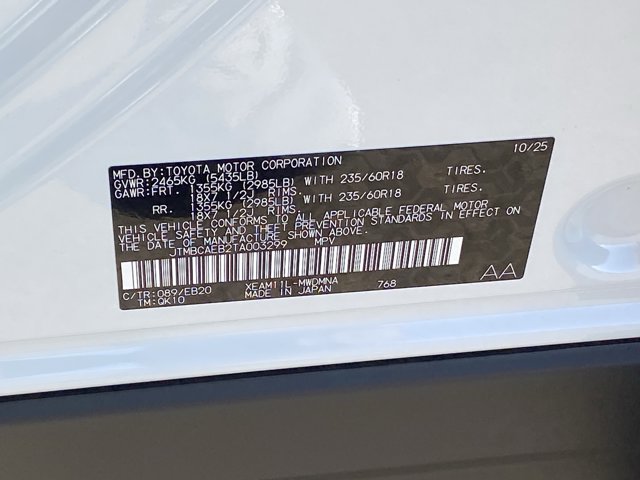 MFD.BY:TOYOTA MOTOR CORPORATION 10/25
GVWR:2465KG (5435LB)
GAWR:FRT. 1355KG (2985LB) WITH 235/60R18 TIRES.
18X7 1/2J RIMS.
RR. 1355KG (2985LB) WITH 235/60R18 TIRES.
18X7 1/2J RIMS.
THIS VEHICLE CONFORMS TO ALL APPLICABLE FEDERAL MOTOR
VEHICLE SAFETY AND THEFT PREVENTION STANDARDS IN EFFECT ON
THE DATE OF MANUFACTURE SHOWN ABOVE.
JTMBCAEB2TA003299 MPV
C/TR:089/EB20 XEAM11L-MWDMNA 768
TM:QK10 MADE IN JAPAN
AA